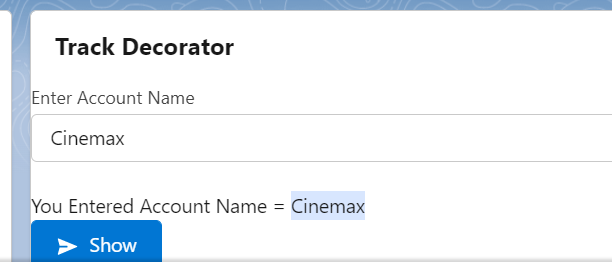 Track Decorator
Enter Account Name
Cinemax
You Entered Account Name = Cinemax
Show